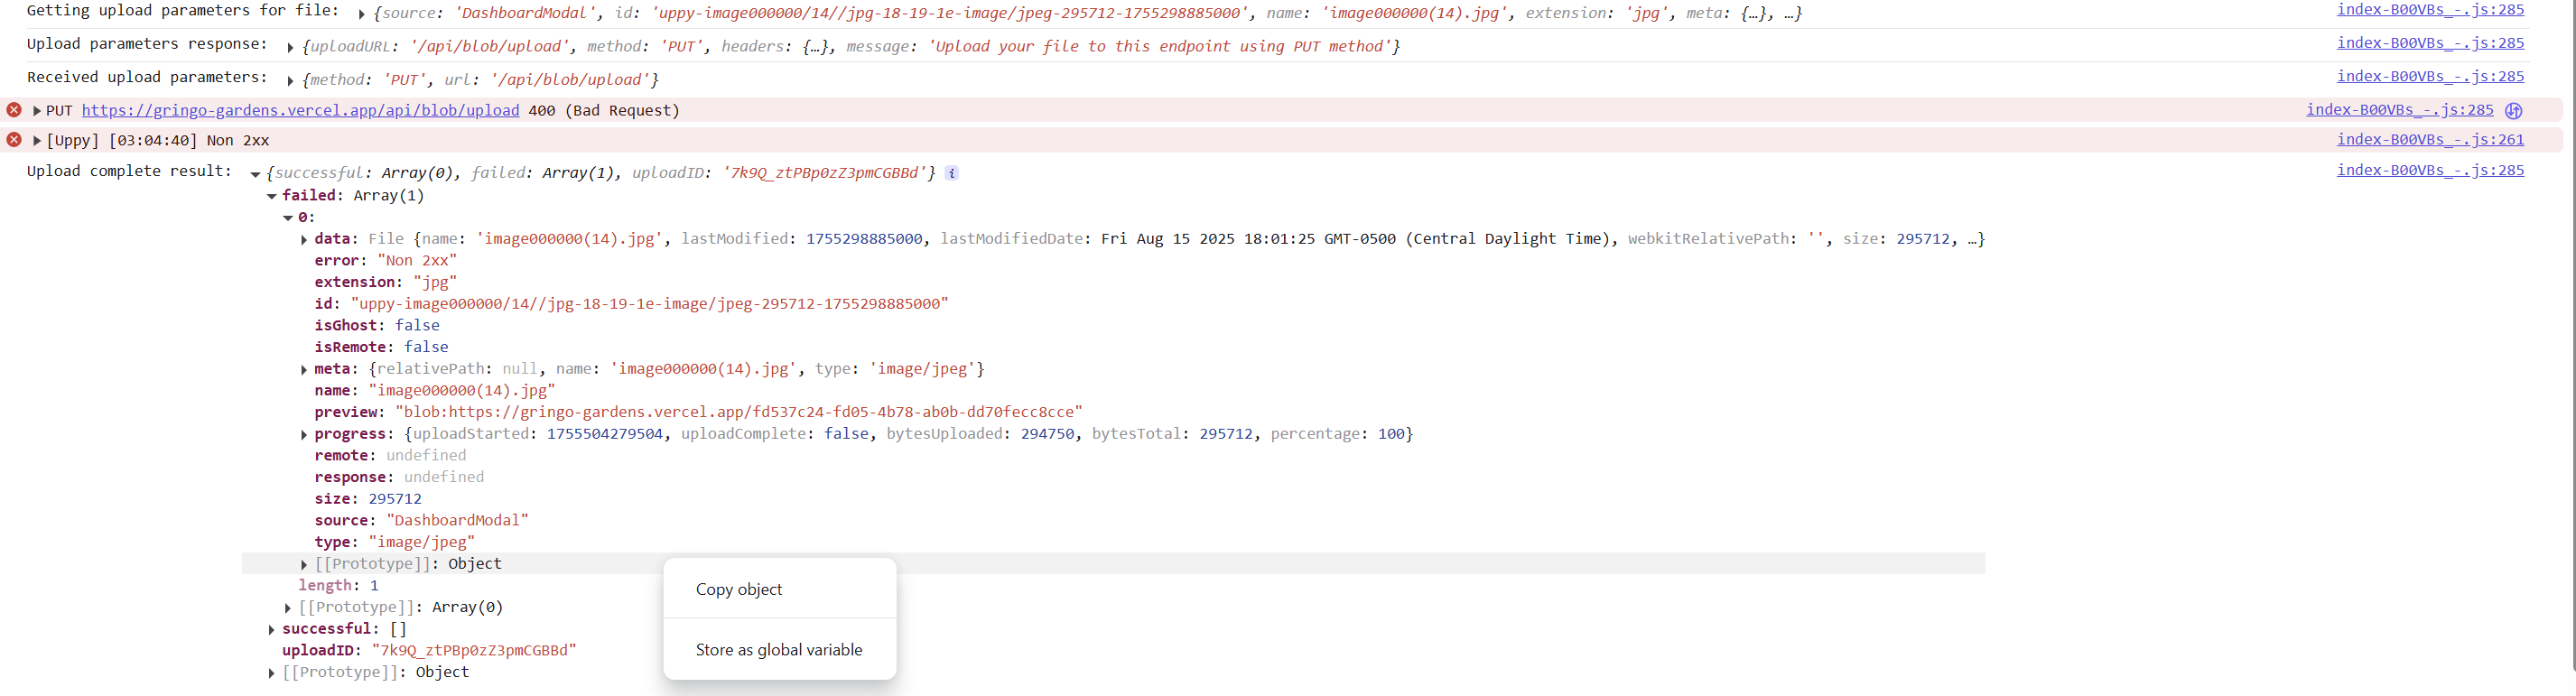 Getting upload parameters for file: {source: 'DashboardModal', id: 'uppy-image000000/14//jpg-18-19-1e-image/jpeg-295712-1755298885000', name: 'image000000(14).jpg', extension: 'jpg', meta: {…}, …} index-B00VBs_-.js:285
Upload parameters response: {uploadURL: '/api/blob/upload', method: 'PUT', headers: {…}, message: 'Upload your file to this endpoint using PUT method'} index-B00VBs_-.js:285
Received upload parameters: {method: 'PUT', url: '/api/blob/upload'} index-B00VBs_-.js:285
PUT https://gringo-gardens.vercel.app/api/blob/upload 400 (Bad Request) index-B00VBs_-.js:285
[Uppy] [03:04:40] Non 2xx index-B00VBs_-.js:261
Upload complete result: {successful: Array(0), failed: Array(1), uploadID: '7k9Q_ztPBp0zZ3pmCGBBd'} i index-B00VBs_-.js:285
failed: Array(1)
0:
data: File {name: 'image000000(14).jpg', lastModified: 1755298885000, lastModifiedDate: Fri Aug 15 2025 18:01:25 GMT-0500 (Central Daylight Time), webkitRelativePath: '', size: 295712, …}
error: "Non 2xx"
extension: "jpg"
id: "uppy-image000000/14//jpg-18-19-1e-image/jpeg-295712-1755298885000"
isGhost: false
isRemote: false
meta: {relativePath: null, name: 'image000000(14).jpg', type: 'image/jpeg'}
name: "image000000(14).jpg"
preview: "blob:https://gringo-gardens.vercel.app/fd537c24-fd05-4b78-ab0b-dd70fecc8cce"
progress: {uploadStarted: 1755504279504, uploadComplete: false, bytesUploaded: 294750, bytesTotal: 295712, percentage: 100}
remote: undefined
response: undefined
size: 295712
source: "DashboardModal"
type: "image/jpeg"
[[Prototype]]: Object
length: 1
[[Prototype]]: Array(0)
successful: []
uploadID: "7k9Q_ztPBp0zZ3pmCGBBd"
[[Prototype]]: Object
Copy object
Store as global variable